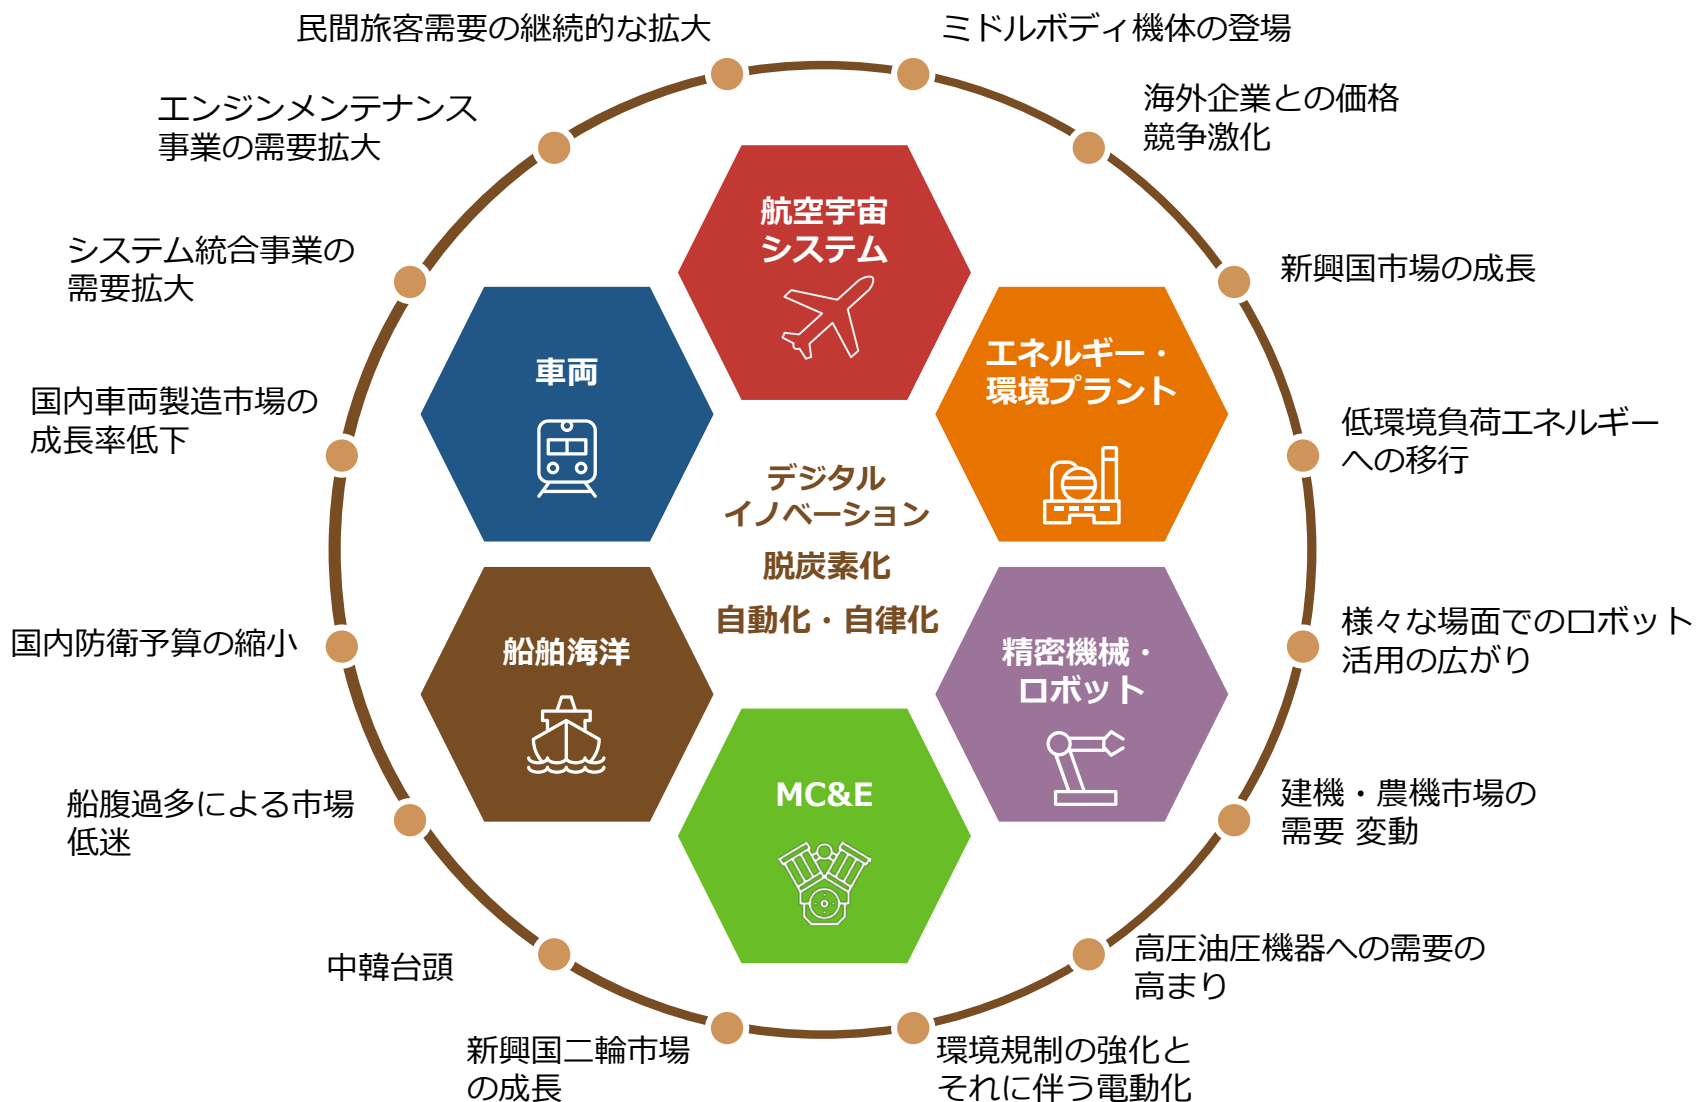 民間旅客需要の継続的な拡大
ミドルボディ機体の登場
エンジンメンテナンス
事業の需要拡大
海外企業との価格
競争激化
システム統合事業の
需要拡大
新興国市場の成長
国内車両製造市場の
成長率低下
低環境負荷エネルギー
への移行
国内防衛予算の縮小
様々な場面でのロボット
活用の広がり
船腹過多による市場
低迷
建機・農機市場の
需要 変動
中韓台頭
高圧油圧機器への需要の
高まり
新興国二輪市場
の成長
環境規制の強化と
それに伴う電動化
航空宇宙
システム
車両
エネルギー・
環境プラント
デジタル
イノベーション
脱炭素化
自動化・自律化
船舶海洋
精密機械・
ロボット
MC&E